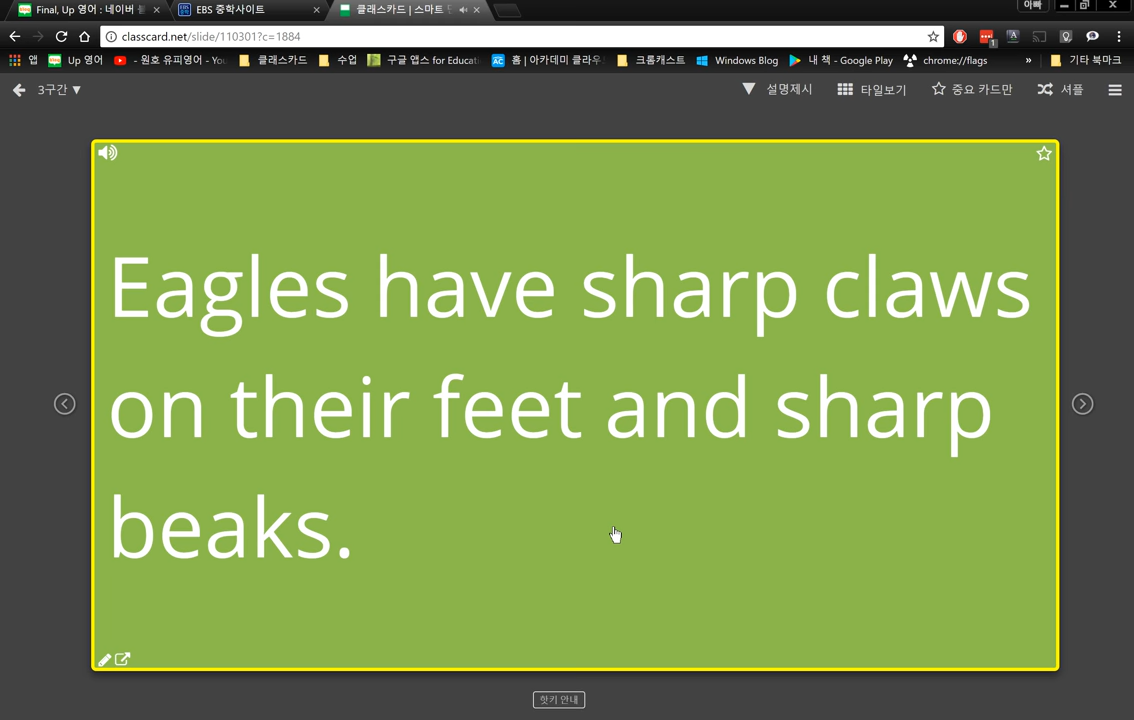 Final, Up 영어 : 네이버
EBS 중학사이트
클래스카드 | 스마트
아빠
classcard.net/slide/110301?c=1884
1
앱
Up 영어
- 원호 유피영어 - You
클래스카드
수업
구글 앱스 for Educati
홈 | 아카데미 클라우
크롬캐스트
Windows Blog
내 책 - Google Play
chrome://flags
»
기타 북마크
3구간 ▼
설명제시
타일보기
중요 카드만
셔플
Eagles have sharp claws
on their feet and sharp
beaks.
핫키 안내